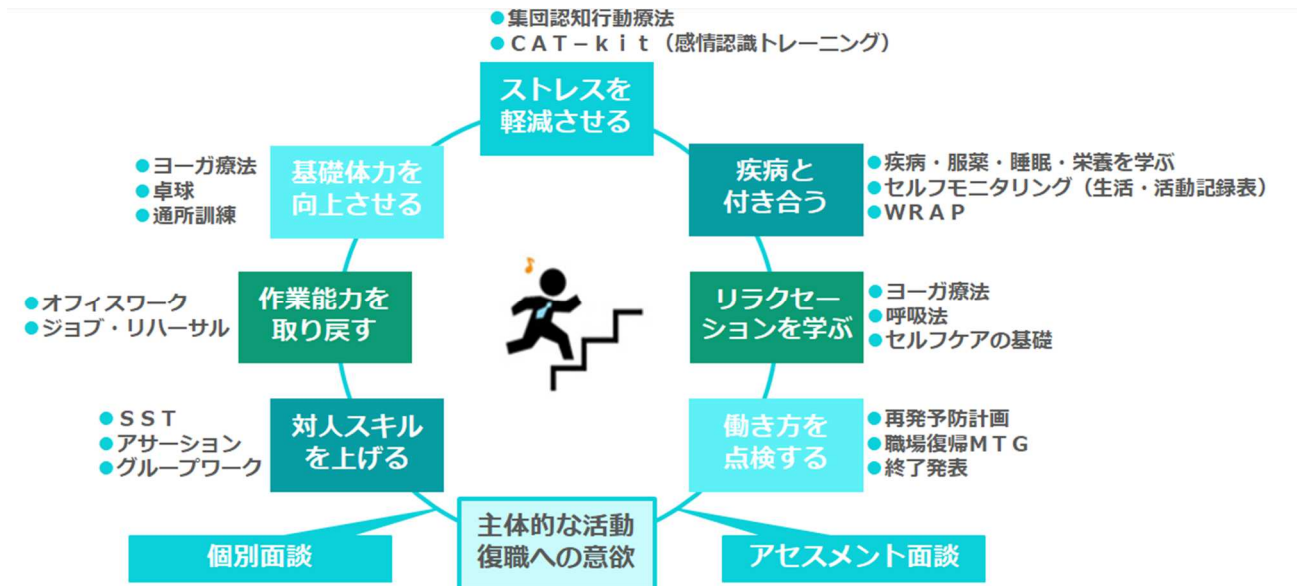 ●集団認知行動療法
●ＣＡＴ－ｋｉｔ（感情認識トレーニング）
ストレスを
軽減させる
●ヨーガ療法
●卓球
●通所訓練
基礎体力を
向上させる
疾病と
付き合う
●疾病・服薬・睡眠・栄養を学ぶ
●セルフモニタリング（生活・活動記録表）
●ＷＲＡＰ
●オフィスワーク
●ジョブ・リハーサル
作業能力を
取り戻す
リラクセー
ションを学ぶ
●ヨーガ療法
●呼吸法
●セルフケアの基礎
●ＳＳＴ
●アサーション
●グループワーク
対人スキル
を上げる
働き方を
点検する
●再発予防計画
●職場復帰ＭＴＧ
●終了発表
個別面談
主体的な活動
復職への意欲
アセスメント面談